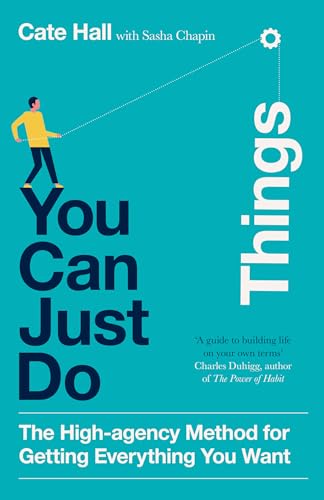 Cate Hall with Sasha Chapin
You
Can
Just
Do
Things
'A guide to building life
on your own terms'
Charles Duhigg, author
of The Power of Habit
The High-agency Method for
Getting Everything You Want